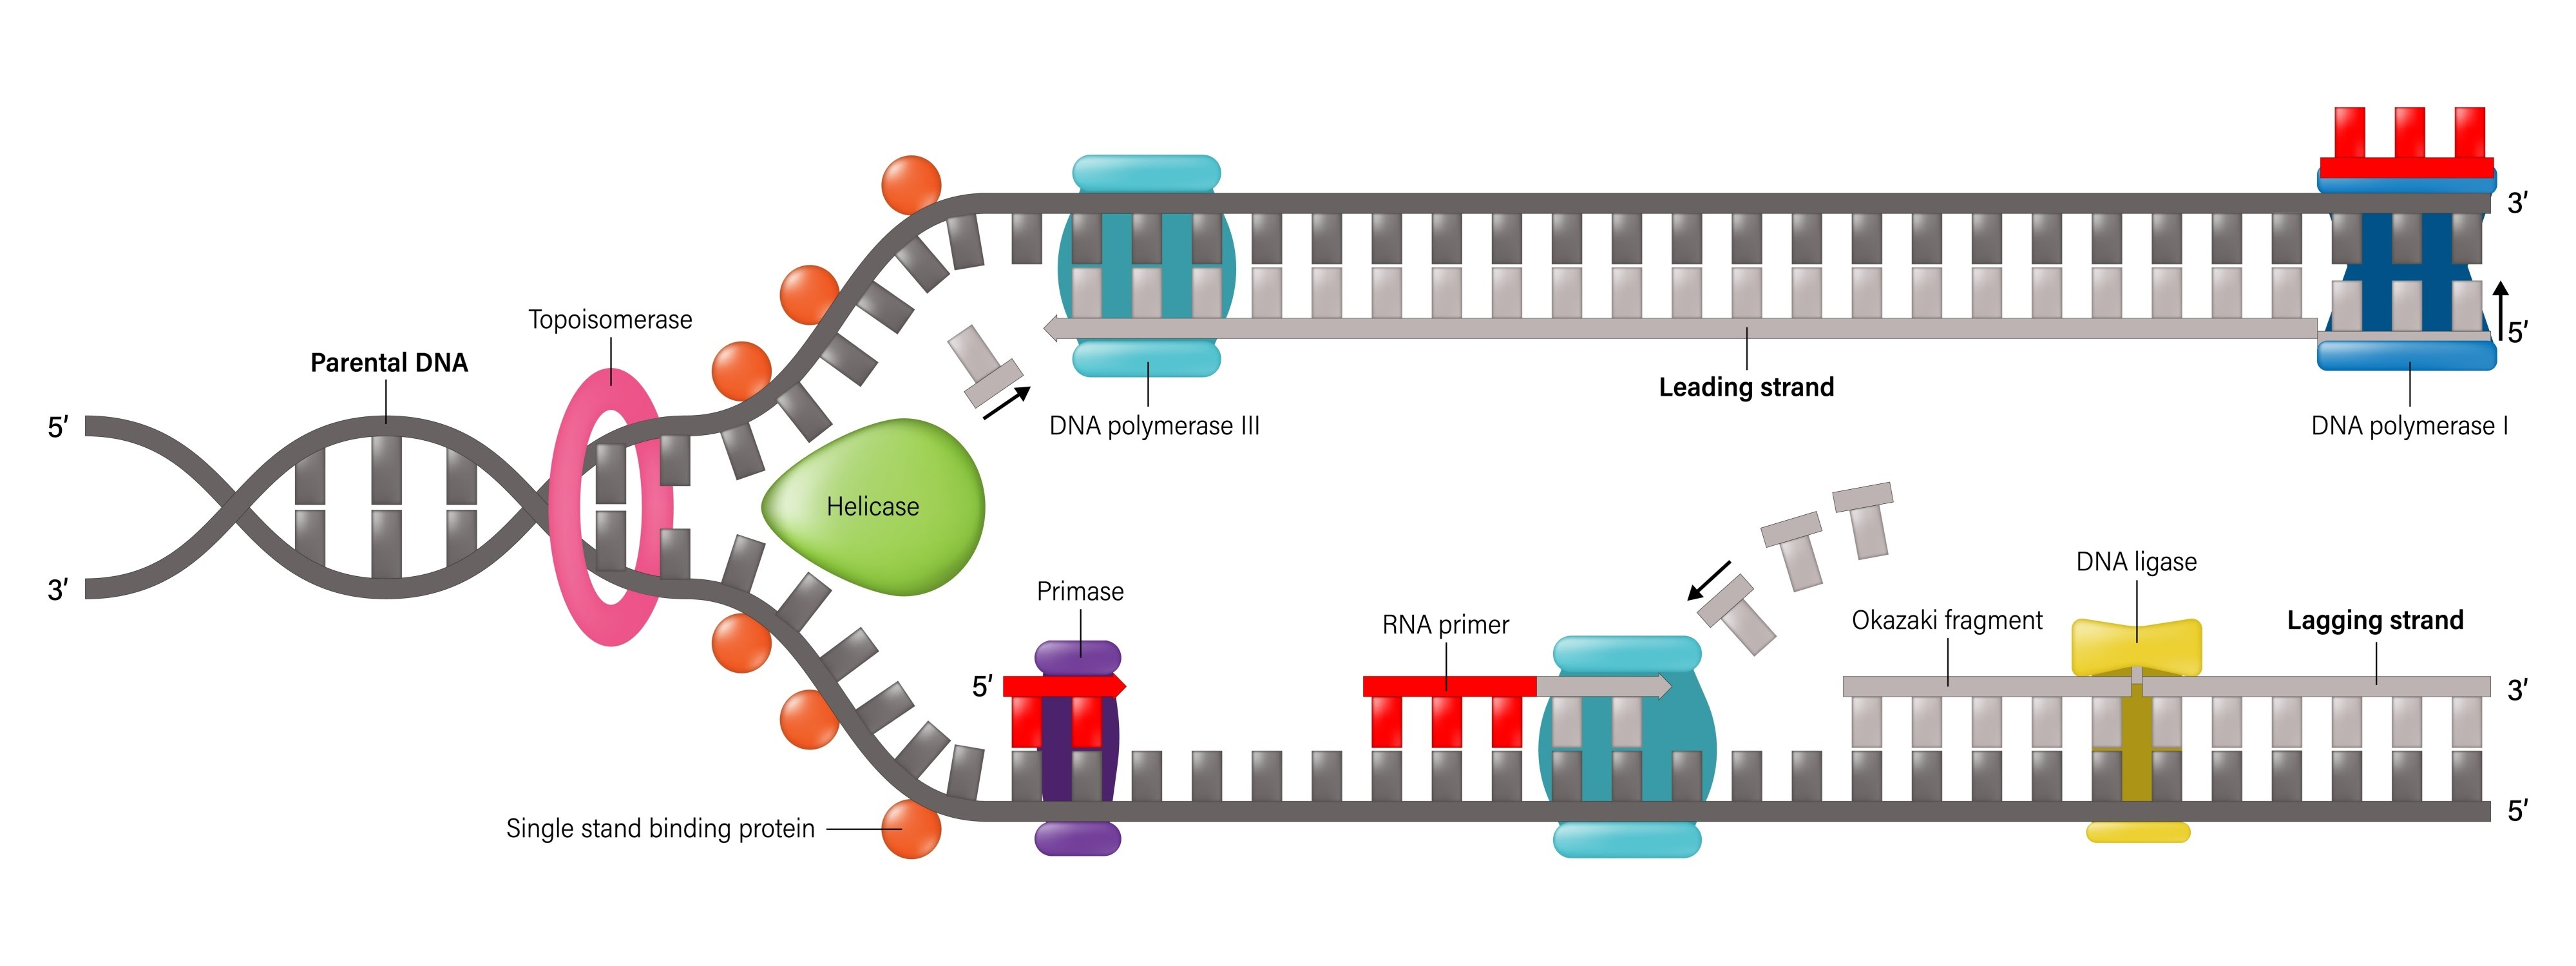 3′
Topoisomerase
5′
Parental DNA
Leading strand
DNA polymerase III
DNA polymerase I
5′
Helicase
3′
DNA ligase
Primase
Okazaki fragment
Lagging strand
RNA primer
5′
3′
5′
Single stand binding protein